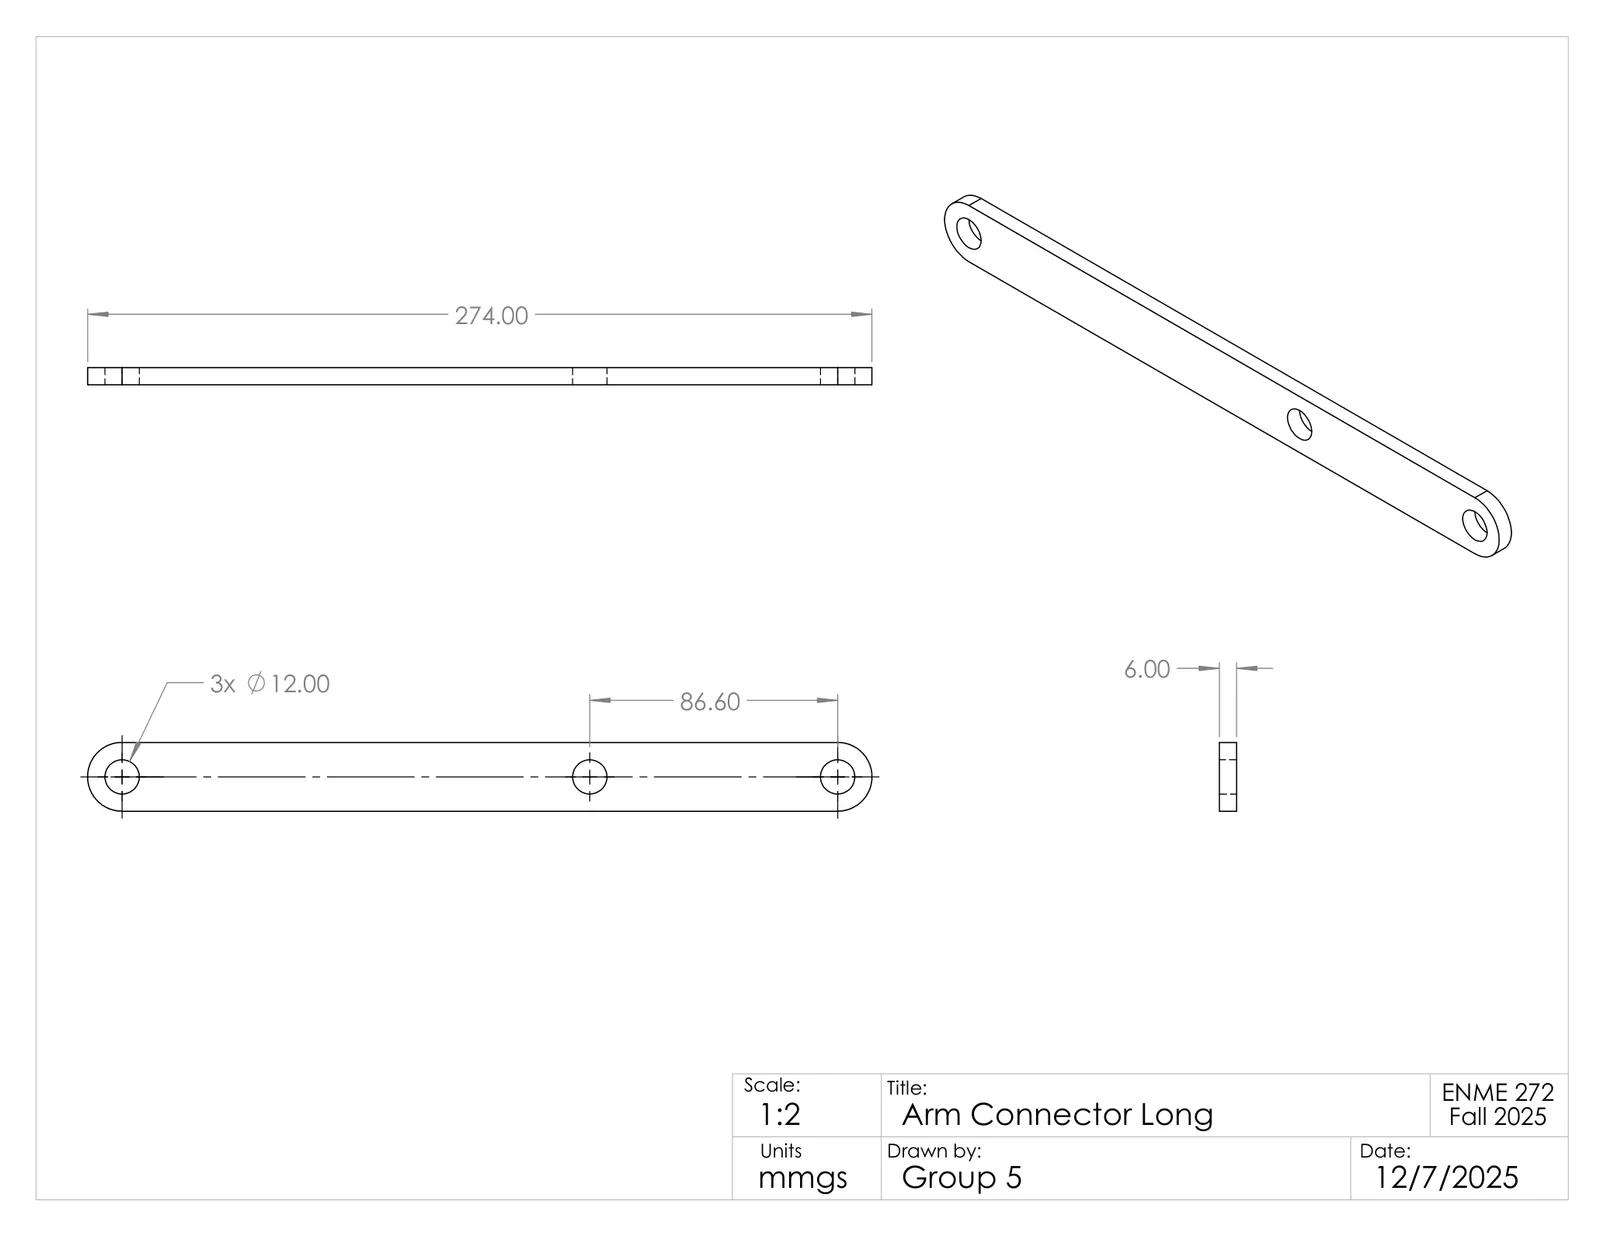 274.00
3x ∅12.00
86.60
6.00
Scale:
1:2
Title:
Arm Connector Long
ENME 272
Fall 2025
Units
mmgs
Drawn by:
Group 5
Date:
12/7/2025